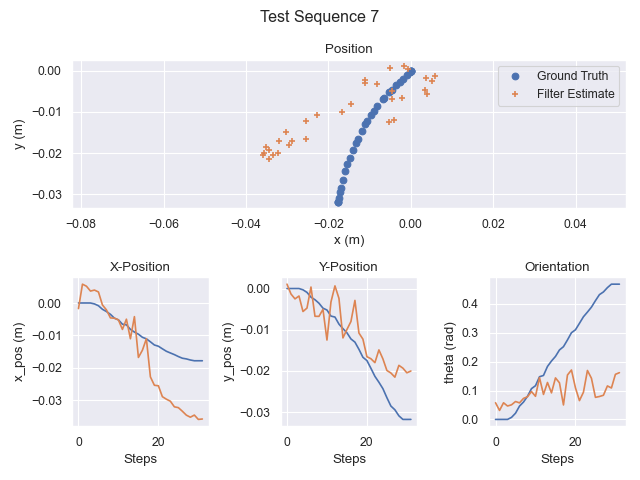 Test Sequence 7
Position
0.00
−0.01
−0.02
−0.03
y (m)
Ground Truth
Filter Estimate
−0.08 −0.06 −0.04 −0.02 0.00 0.02 0.04
x (m)
X-Position
0.00
−0.01
−0.02
−0.03
x_pos (m)
0 20
Steps
Y-Position
0.00
−0.01
−0.02
−0.03
y_pos (m)
0 20
Steps
Orientation
0.4
0.3
0.2
0.1
0.0
theta (rad)
0 20
Steps